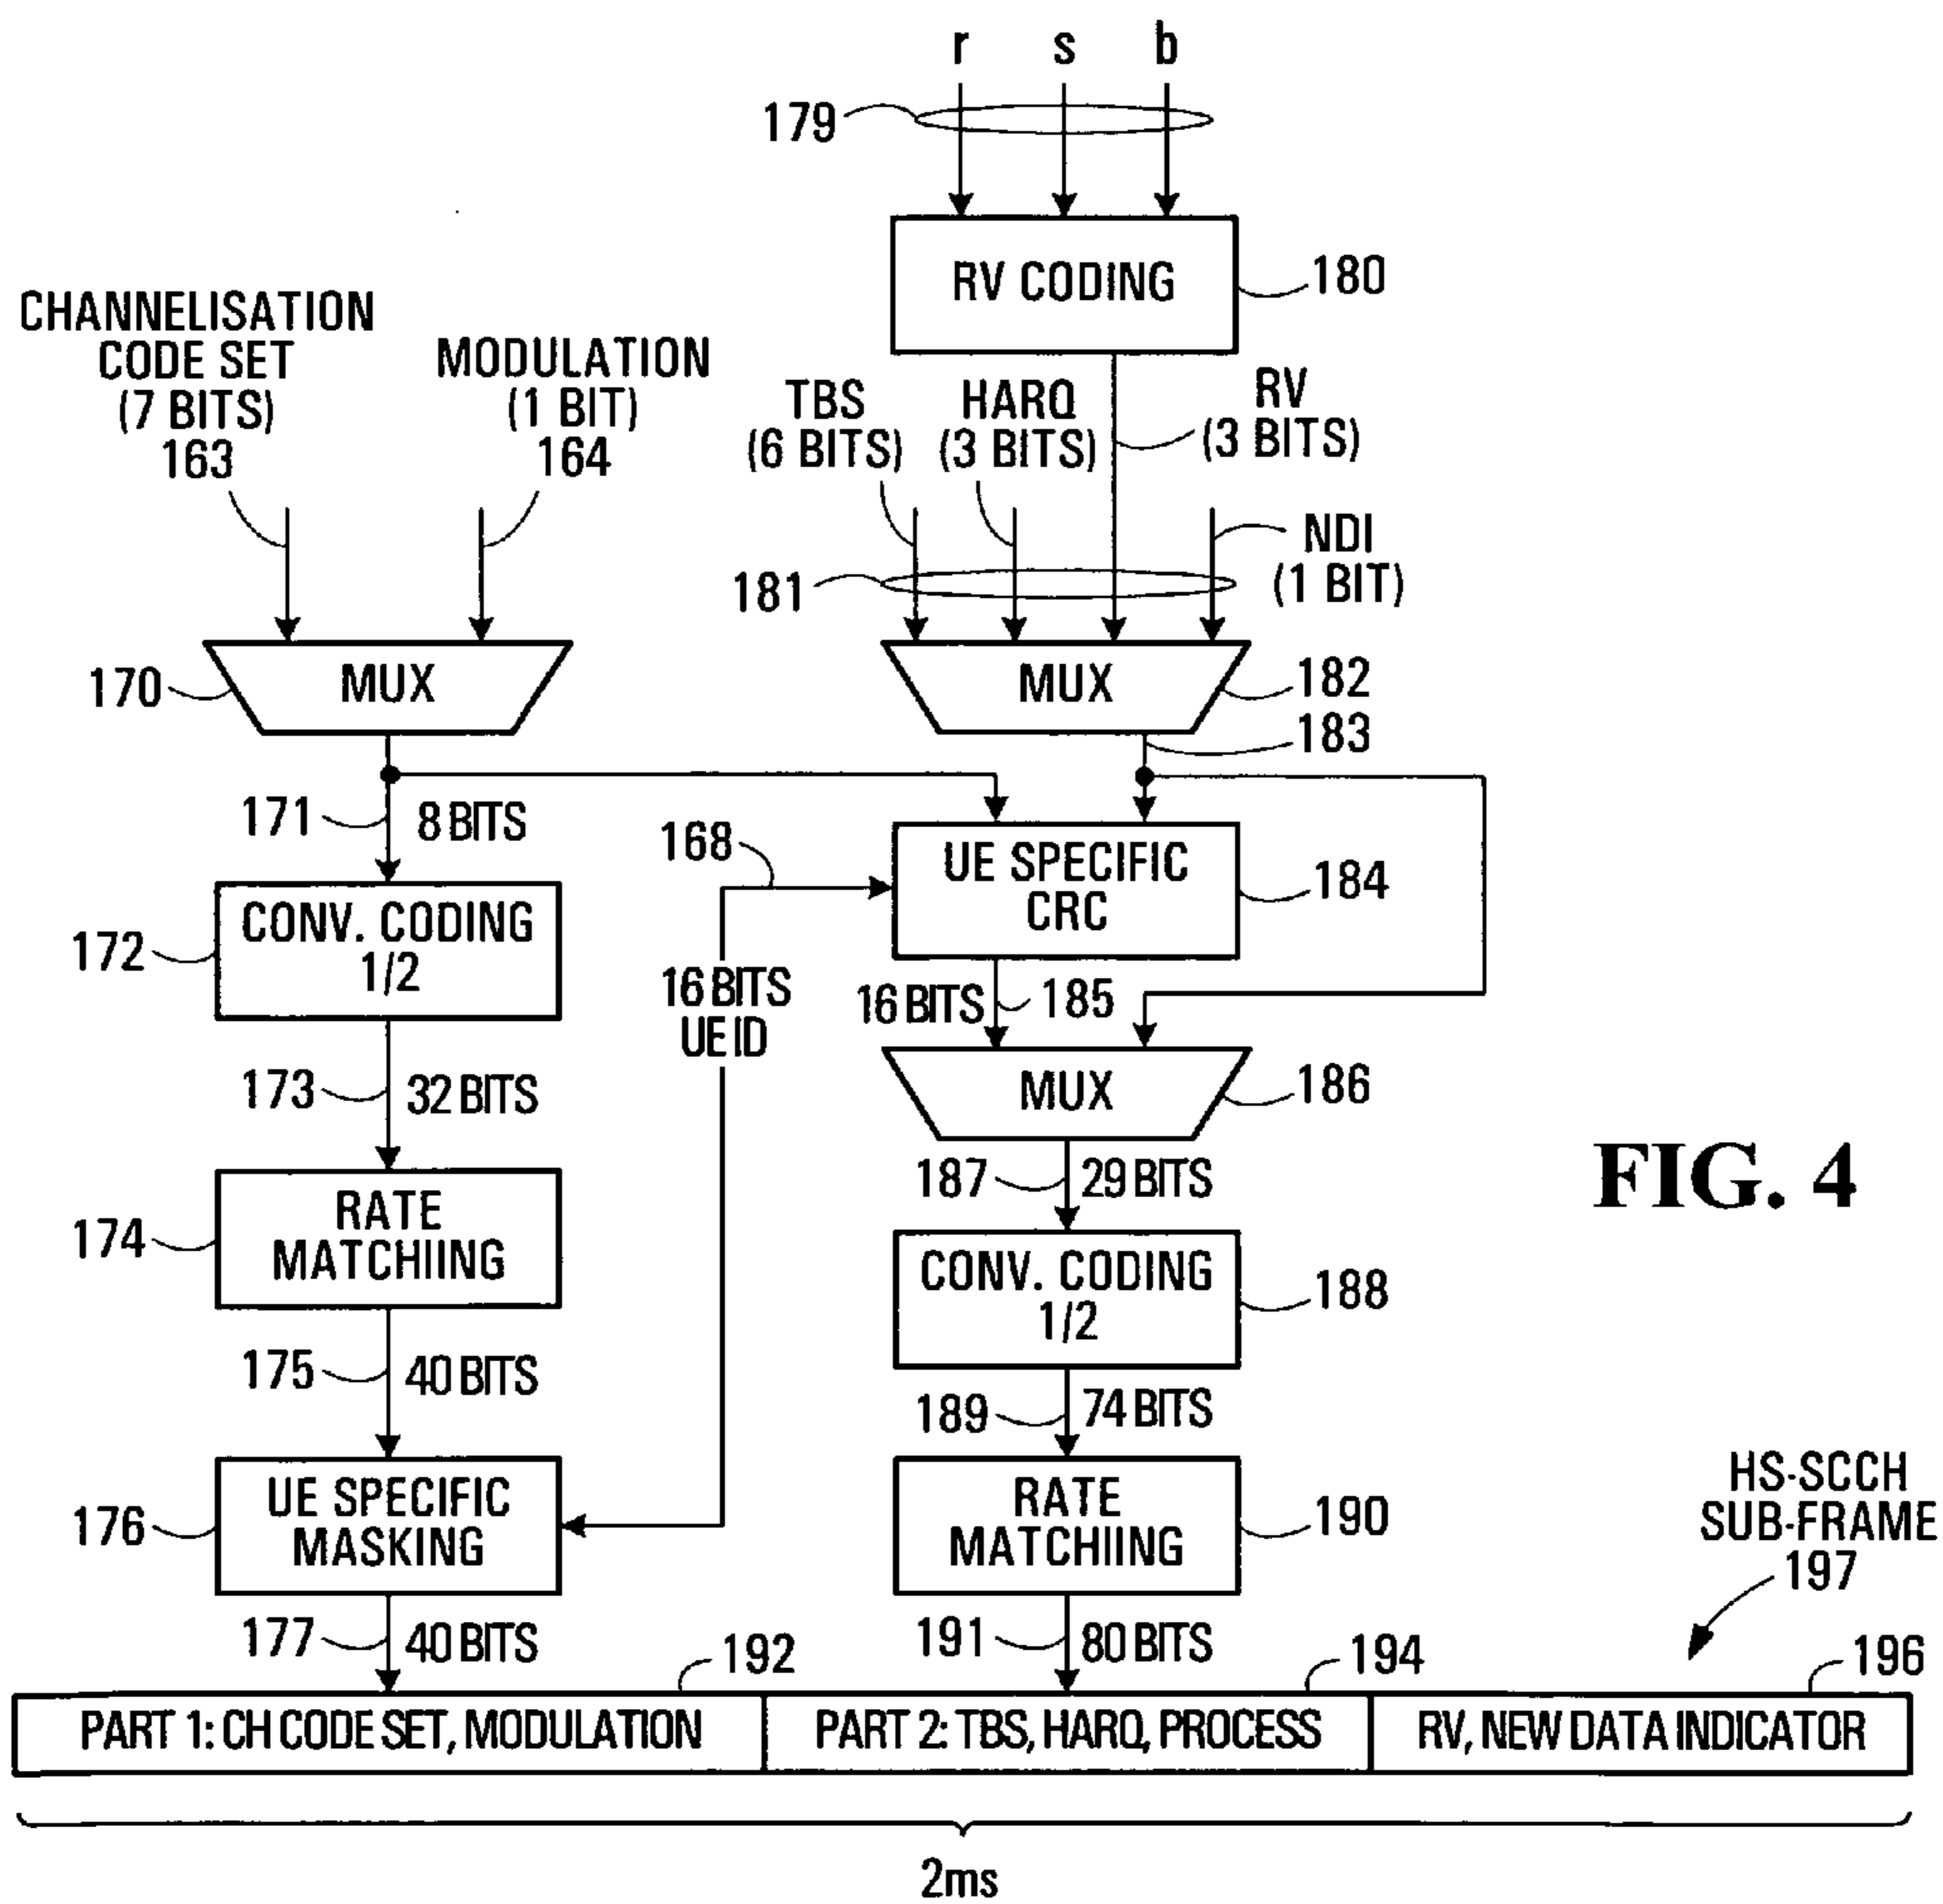 r s b
179
RV CODING
180
CHANNELISATION
CODE SET
(7 BITS)
163
MODULATION
(1 BIT)
164
TBS
(6 BITS)
HARQ
(3 BITS)
RV
(3 BITS)
NDI
(1 BIT)
181
170
MUX
MUX
182
183
171
8 BITS
168
UE SPECIFIC
CRC
184
172
CONV. CODING
1/2
16 BITS
UE ID
16 BITS
185
173
32 BITS
MUX
186
187
29 BITS
FIG. 4
174
RATE
MATCHIING
CONV. CODING
1/2
188
175
40 BITS
189
74 BITS
176
UE SPECIFIC
MASKING
RATE
MATCHIING
190
HS-SCCH
SUB-FRAME
197
177
40 BITS
192
191
80 BITS
194
196
PART 1: CH CODE SET, MODULATION
PART 2: TBS, HARQ, PROCESS
RV, NEW DATA INDICATOR
2ms